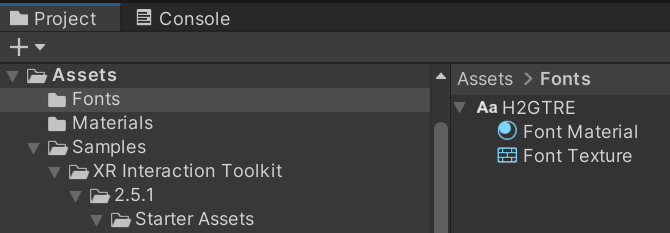 Project
Console
Assets
Fonts
Materials
Samples
XR Interaction Toolkit
2.5.1
Starter Assets
Assets > Fonts
Aa H2GTRE
Font Material
Font Texture